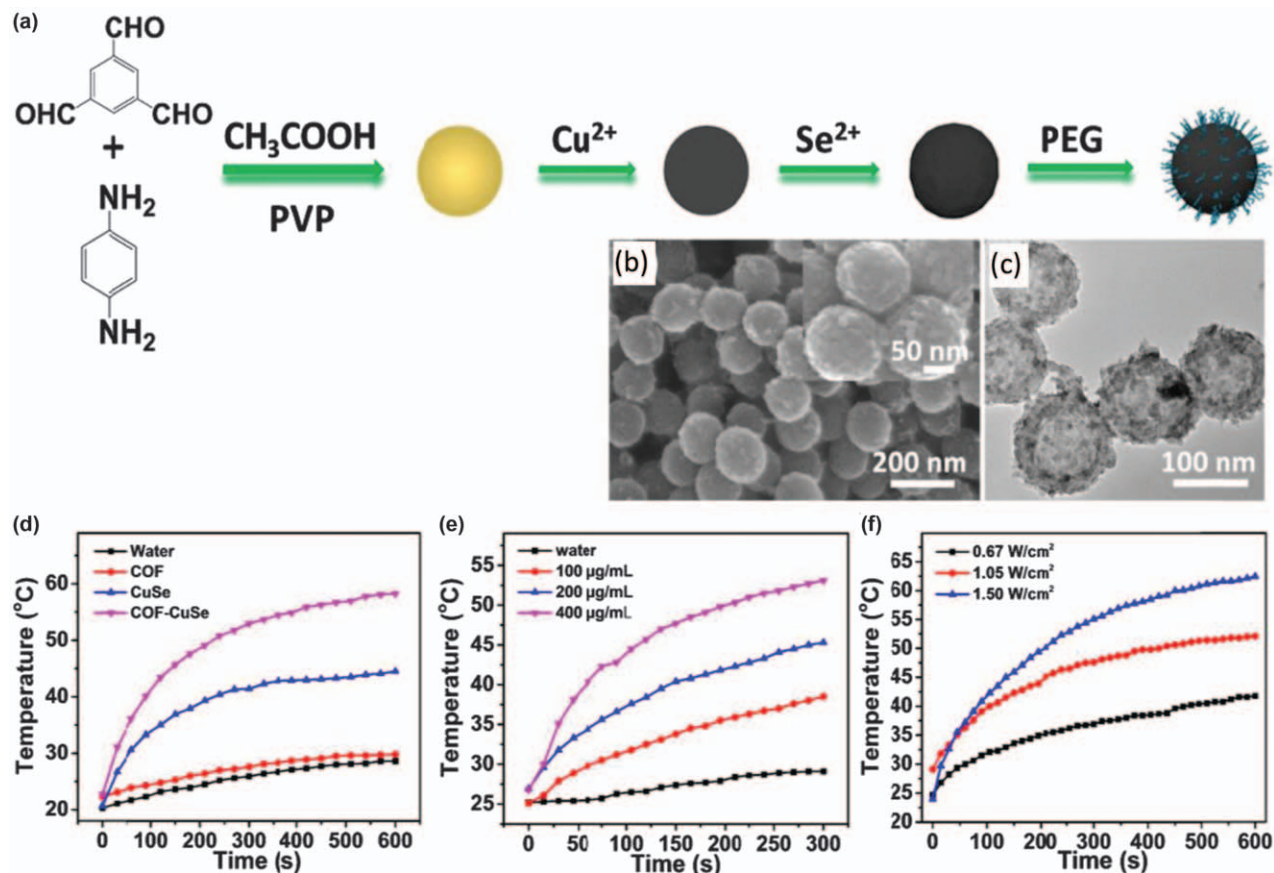 (a)
CHO
OHC
CHO
+
NH₂
NH₂
CH₃COOH
PVP
Cu²⁺
Se²⁺
PEG
(b)
50 nm
200 nm
(c)
100 nm
(d)
Water
COF
CuSe
COF-CuSe
Temperature (°C)
60
50
40
30
20
0 100 200 300 400 500 600
Time (s)
(e)
water
100 µg/mL
200 µg/mL
400 µg/mL
Temperature (°C)
55
50
45
40
35
30
25
0 50 100 150 200 250 300
Time (s)
(f)
0.67 W/cm²
1.05 W/cm²
1.50 W/cm²
Temperature (°C)
65
60
55
50
45
40
35
30
25
20
0 100 200 300 400 500 600
Time (s)